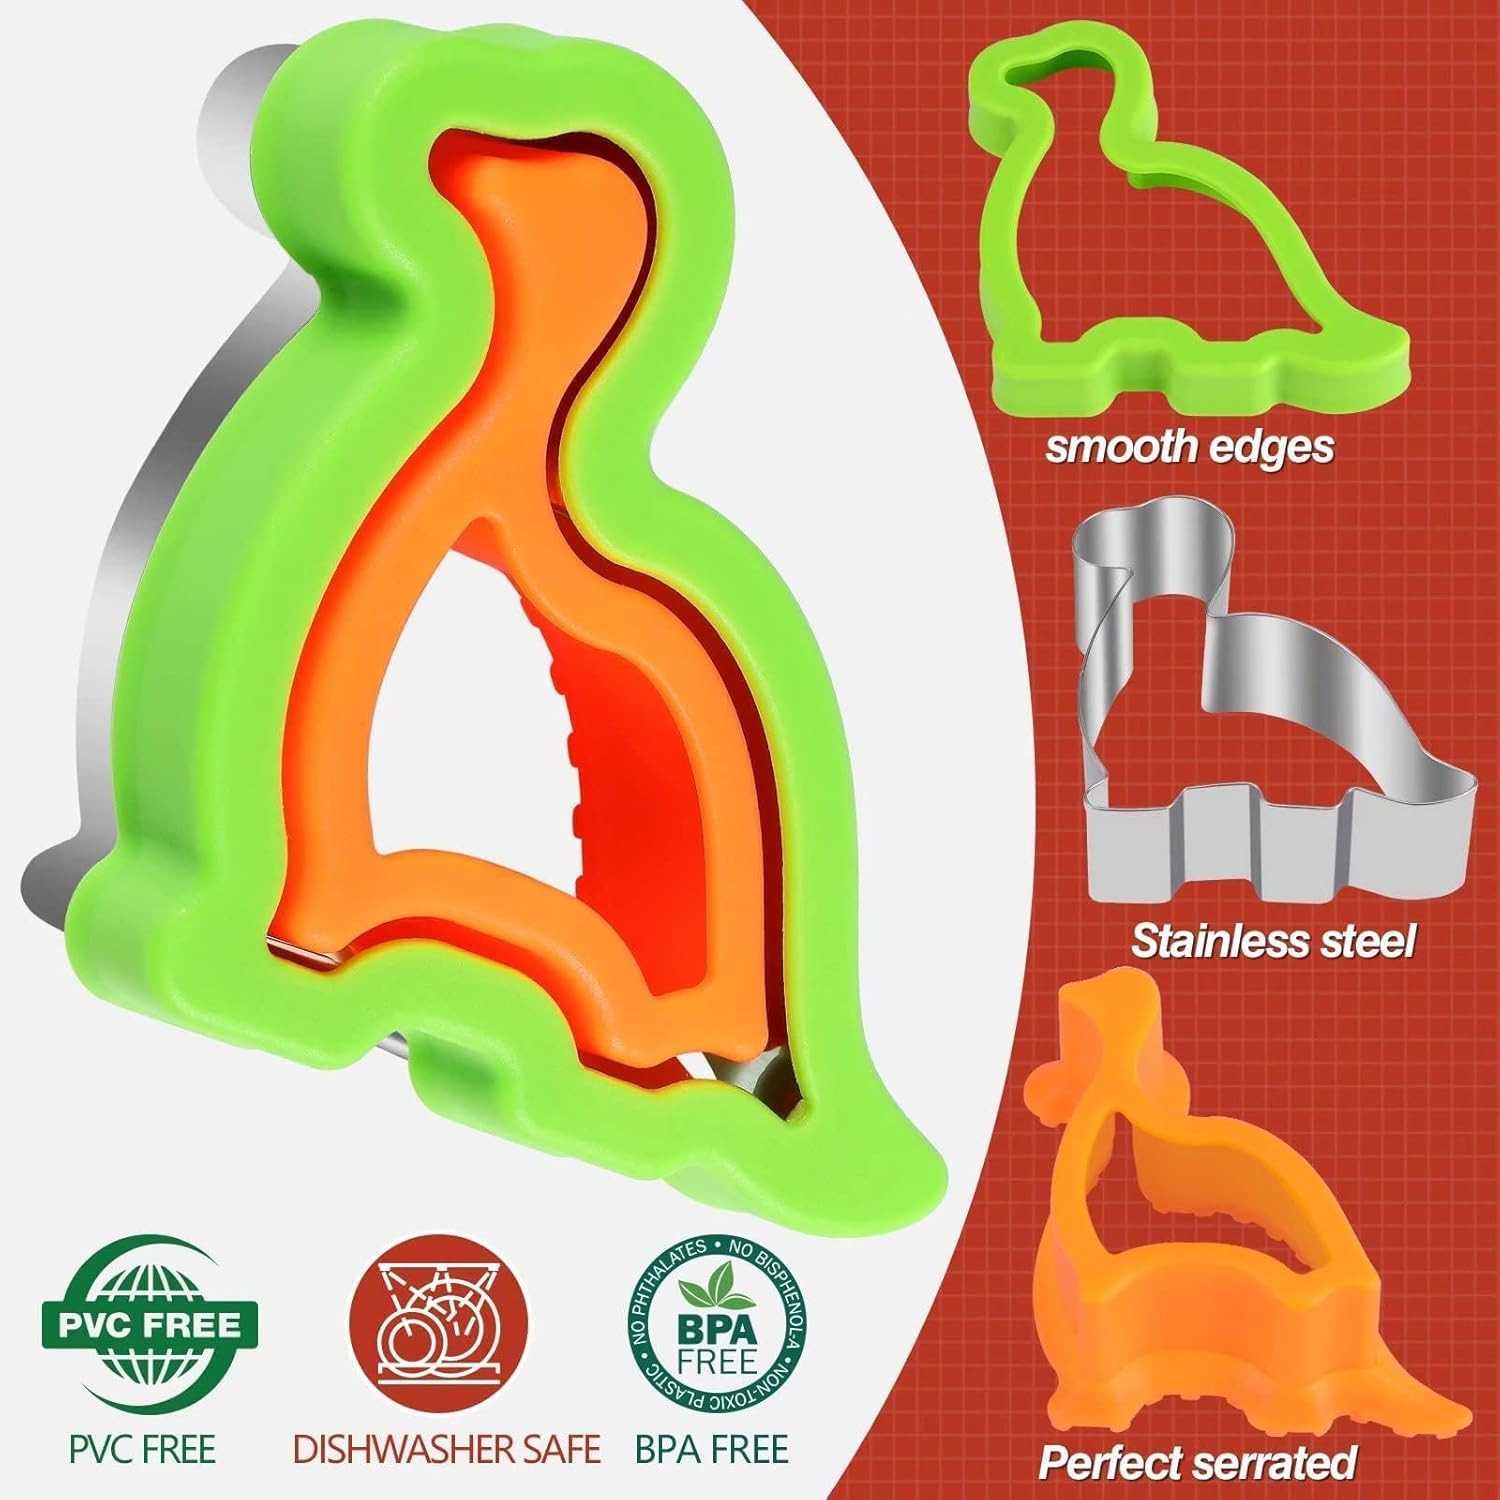 smooth edges
Stainless steel
Perfect serrated
PVC FREE
PVC FREE
DISHWASHER SAFE
NO PHTHALATES • NO BISPHENOL-A • NON-TOXIC PLASTIC •
BPA
FREE
BPA FREE